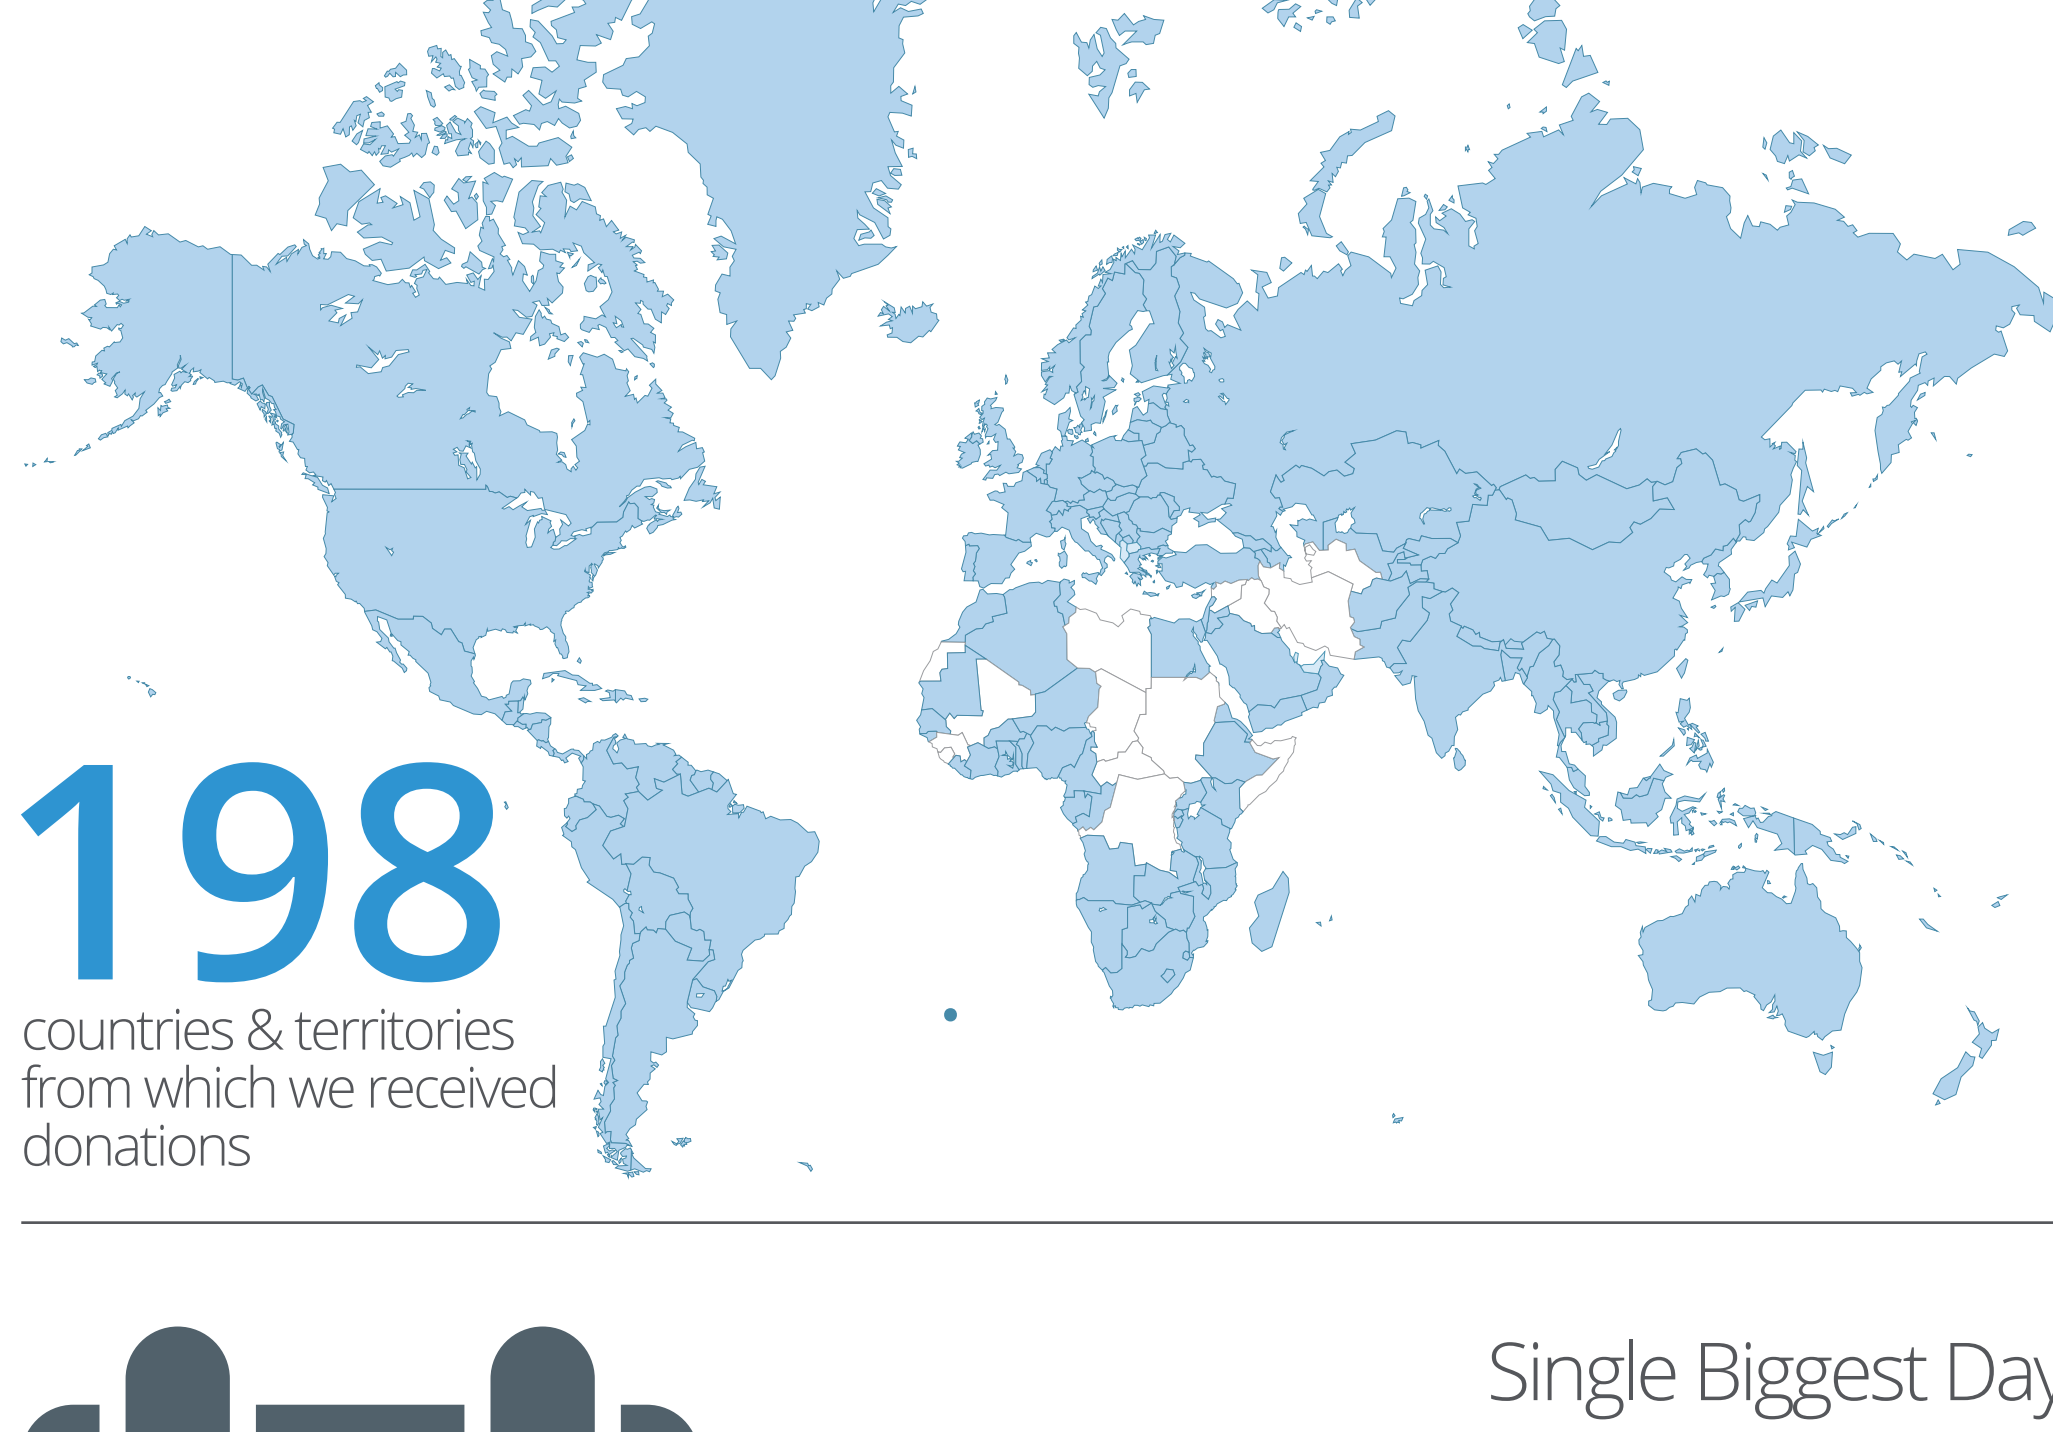 198
countries & territories
from which we received
donations
Single Biggest Day